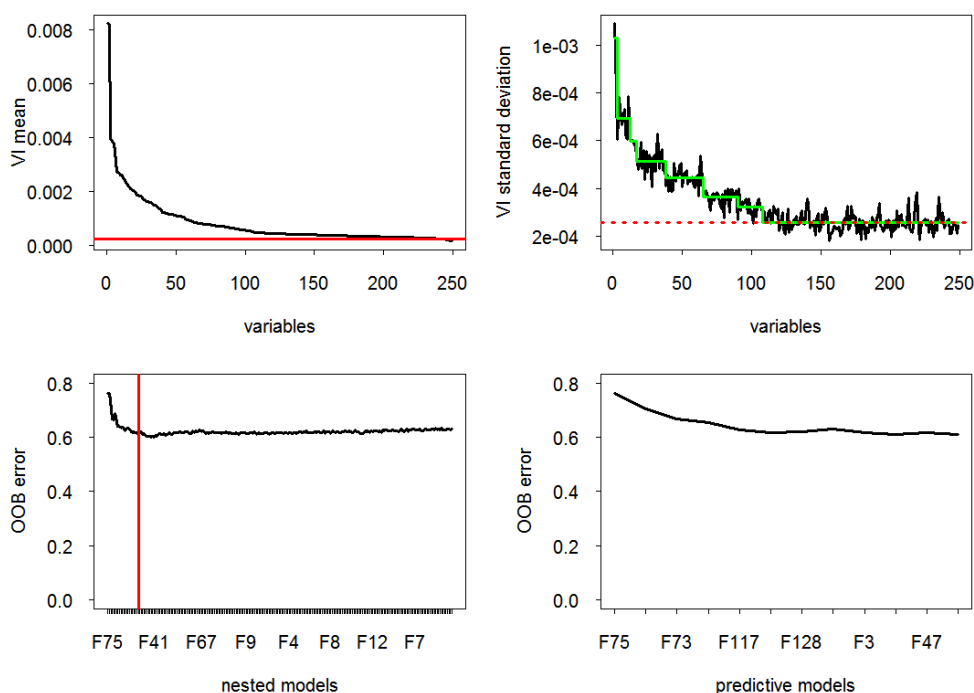 VI mean
0.008
0.006
0.004
0.002
0.000
0 50 100 150 200 250
variables
VI standard deviation
1e-03
8e-04
6e-04
4e-04
2e-04
0 50 100 150 200 250
variables
OOB error
0.8
0.6
0.4
0.2
0.0
F75 F41 F67 F9 F4 F8 F12 F7
nested models
OOB error
0.8
0.6
0.4
0.2
0.0
F75 F73 F117 F128 F3 F47
predictive models